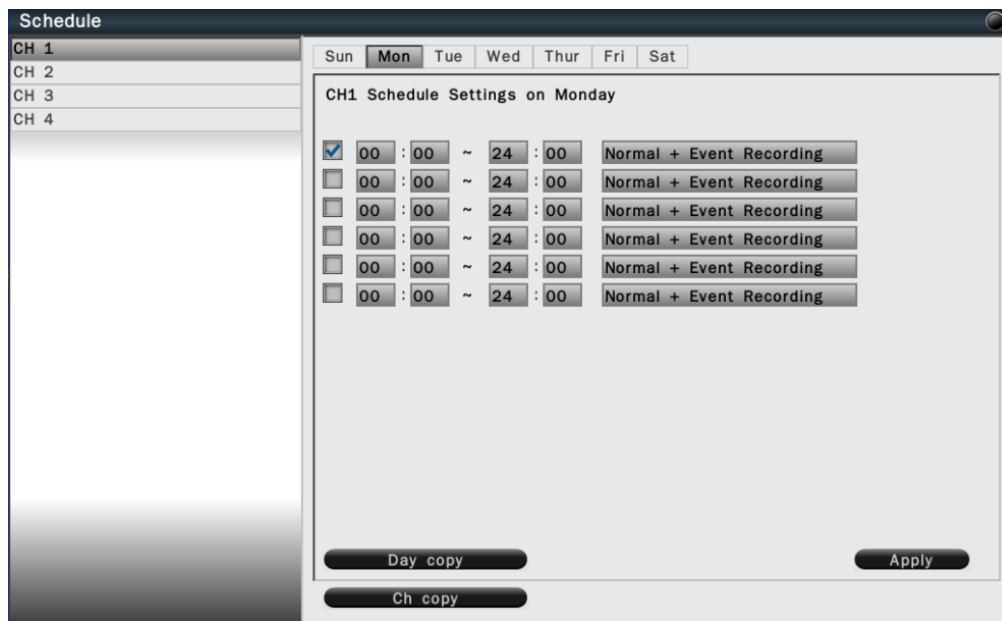 Schedule
CH 1
CH 2
CH 3
CH 4
Sun Mon Tue Wed Thur Fri Sat
CH1 Schedule Settings on Monday
00 : 00 ~ 24 : 00 Normal + Event Recording
00 : 00 ~ 24 : 00 Normal + Event Recording
00 : 00 ~ 24 : 00 Normal + Event Recording
00 : 00 ~ 24 : 00 Normal + Event Recording
00 : 00 ~ 24 : 00 Normal + Event Recording
00 : 00 ~ 24 : 00 Normal + Event Recording
Day copy Apply
Ch copy